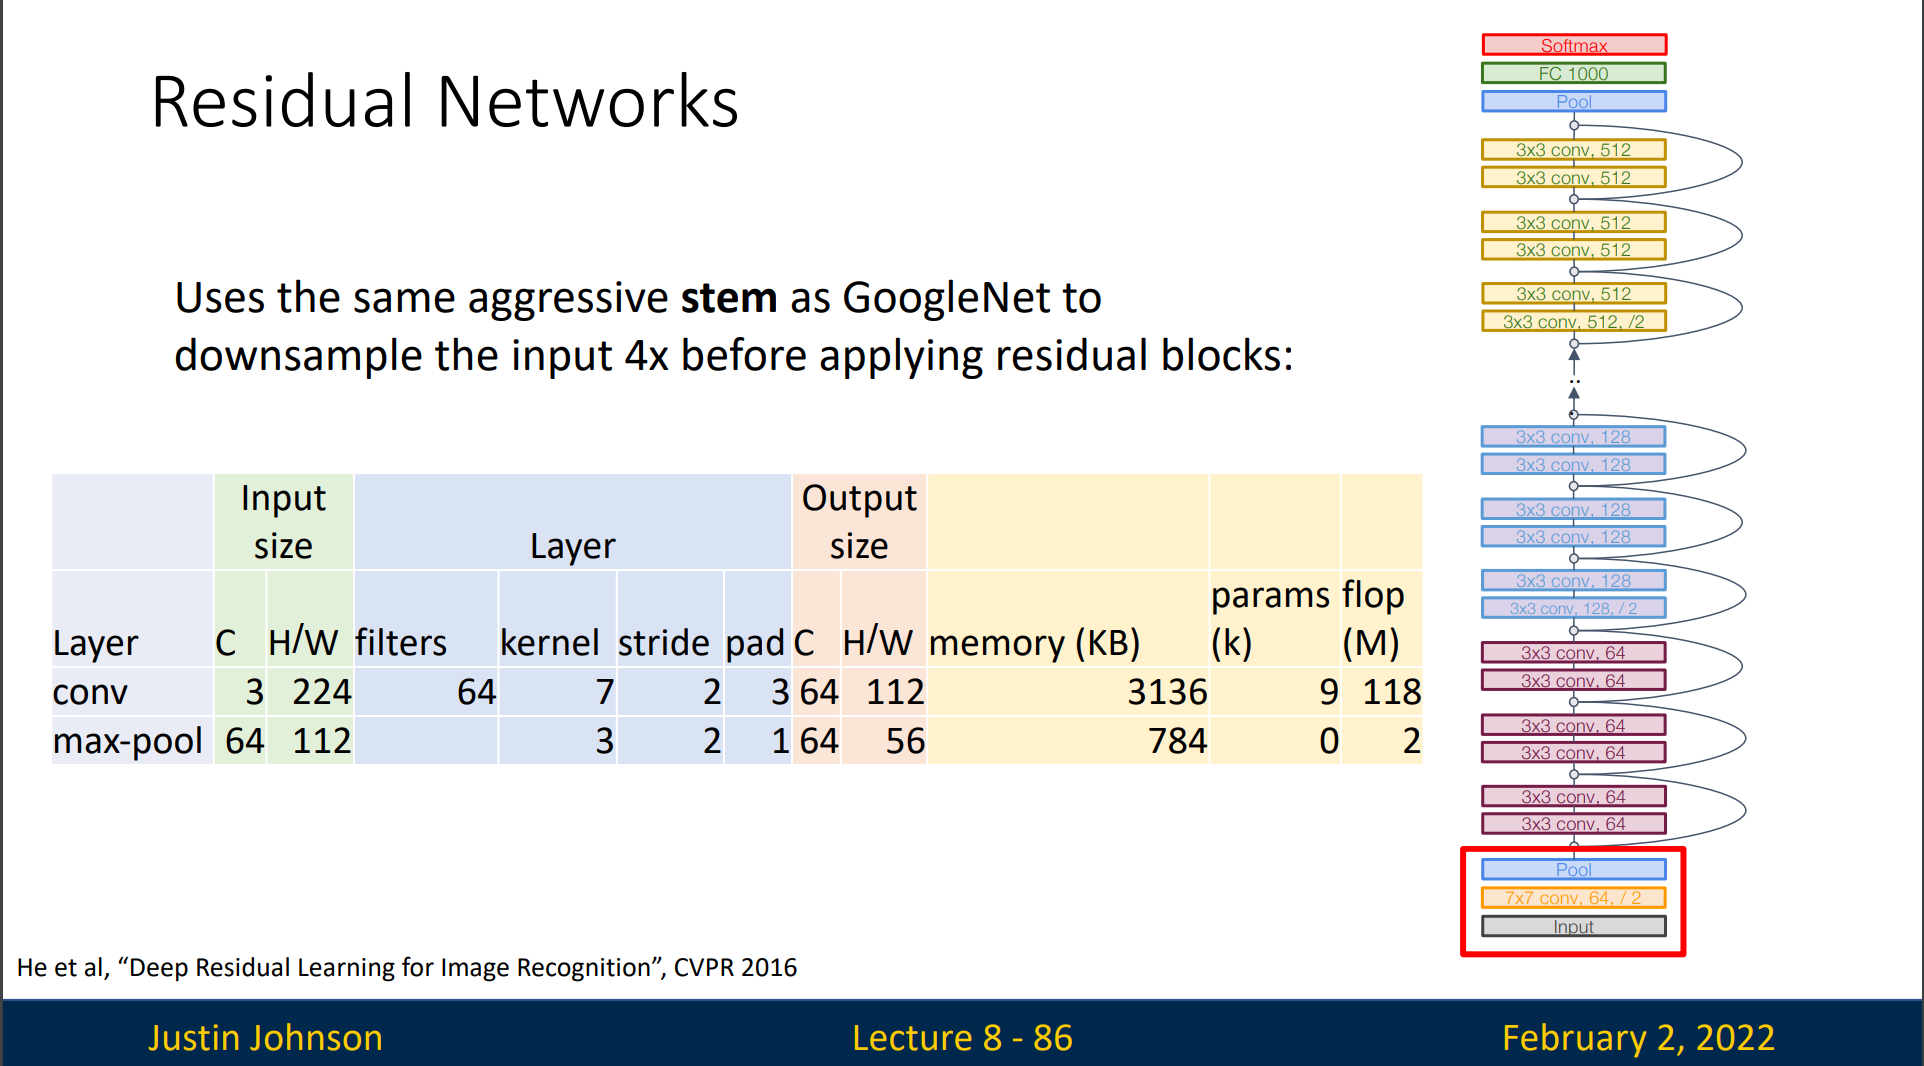 Residual Networks
Uses the same aggressive stem as GoogleNet to
downsample the input 4x before applying residual blocks:
Input size Layer Output size
Layer C H/W filters kernel stride pad C H/W memory (KB) params (k) flop (M)
conv 3 224 64 7 2 3 64 112 3136 9 118
max-pool 64 112 3 2 1 64 56 784 0 2
Softmax
FC 1000
Pool
3x3 conv, 512
3x3 conv, 512
3x3 conv, 512
3x3 conv, 512
3x3 conv, 512
3x3 conv, 512, /2
..
3x3 conv, 128
3x3 conv, 128
3x3 conv, 128
3x3 conv, 128
3x3 conv, 128
3x3 conv, 128, / 2
3x3 conv, 64
3x3 conv, 64
3x3 conv, 64
3x3 conv, 64
3x3 conv, 64
3x3 conv, 64
Pool
7x7 conv, 64, / 2
Input
He et al, “Deep Residual Learning for Image Recognition”, CVPR 2016
Justin Johnson
Lecture 8 - 86
February 2, 2022